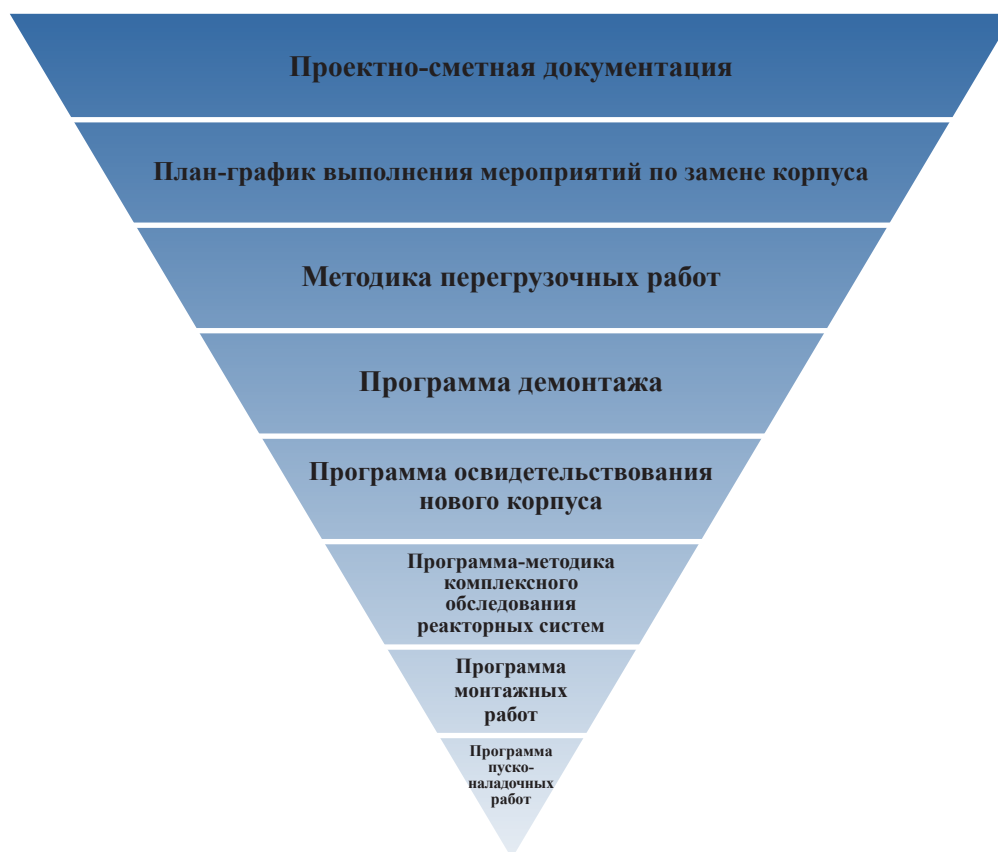 Проектно-сметная документация
План-график выполнения мероприятий по замене корпуса
Методика перегрузочных работ
Программа демонтажа
Программа освидетельствования
нового корпуса
Программа-методика
комплексного
обследования
реакторных систем
Программа
монтажных
работ
Программа
пуско-
наладочных
работ